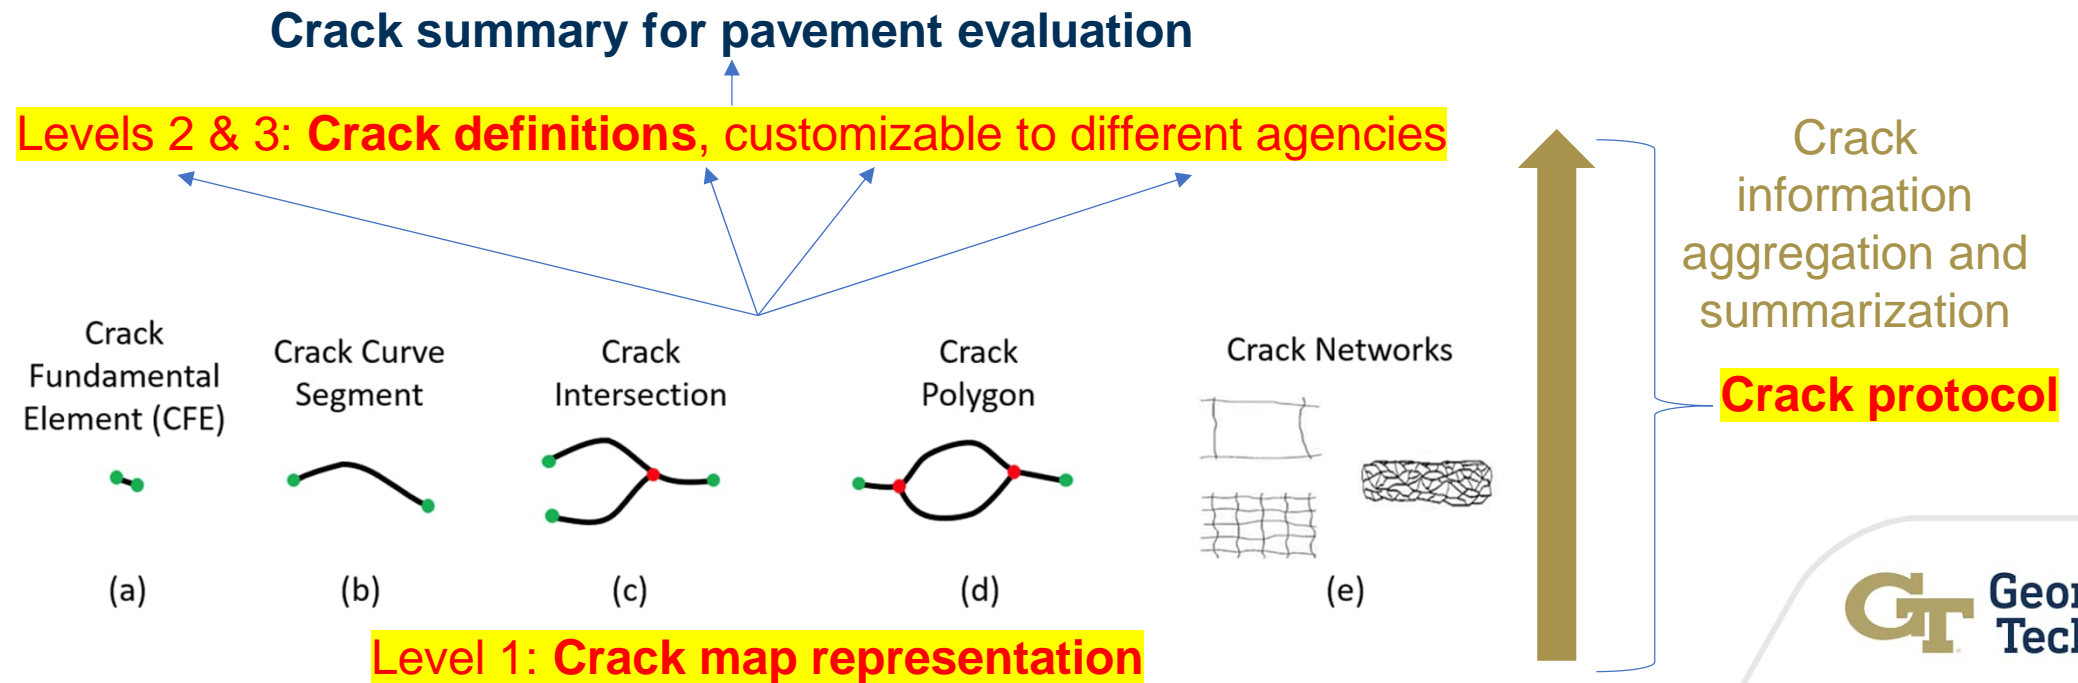 Crack summary for pavement evaluation
Levels 2 & 3: Crack definitions, customizable to different agencies
Crack
Fundamental
Element (CFE)
(a)
Crack Curve
Segment
(b)
Crack
Intersection
(c)
Crack
Polygon
(d)
Crack Networks
(e)
Level 1: Crack map representation
Crack
information
aggregation and
summarization
Crack protocol
GT